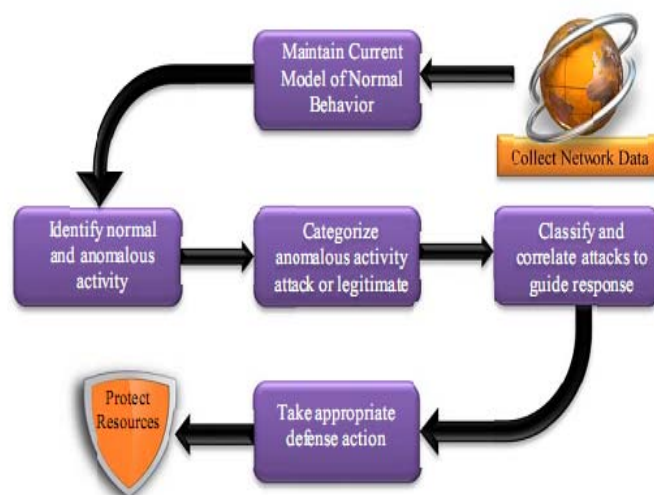 Maintain Current
Model of Normal
Behavior
Collect Network Data
Identify normal
and anomalous
activity
Categorize
anomalous activity
attack or legitimate
Classify and
correlate attacks to
guide response
Take appropriate
defense action
Protect
Resources